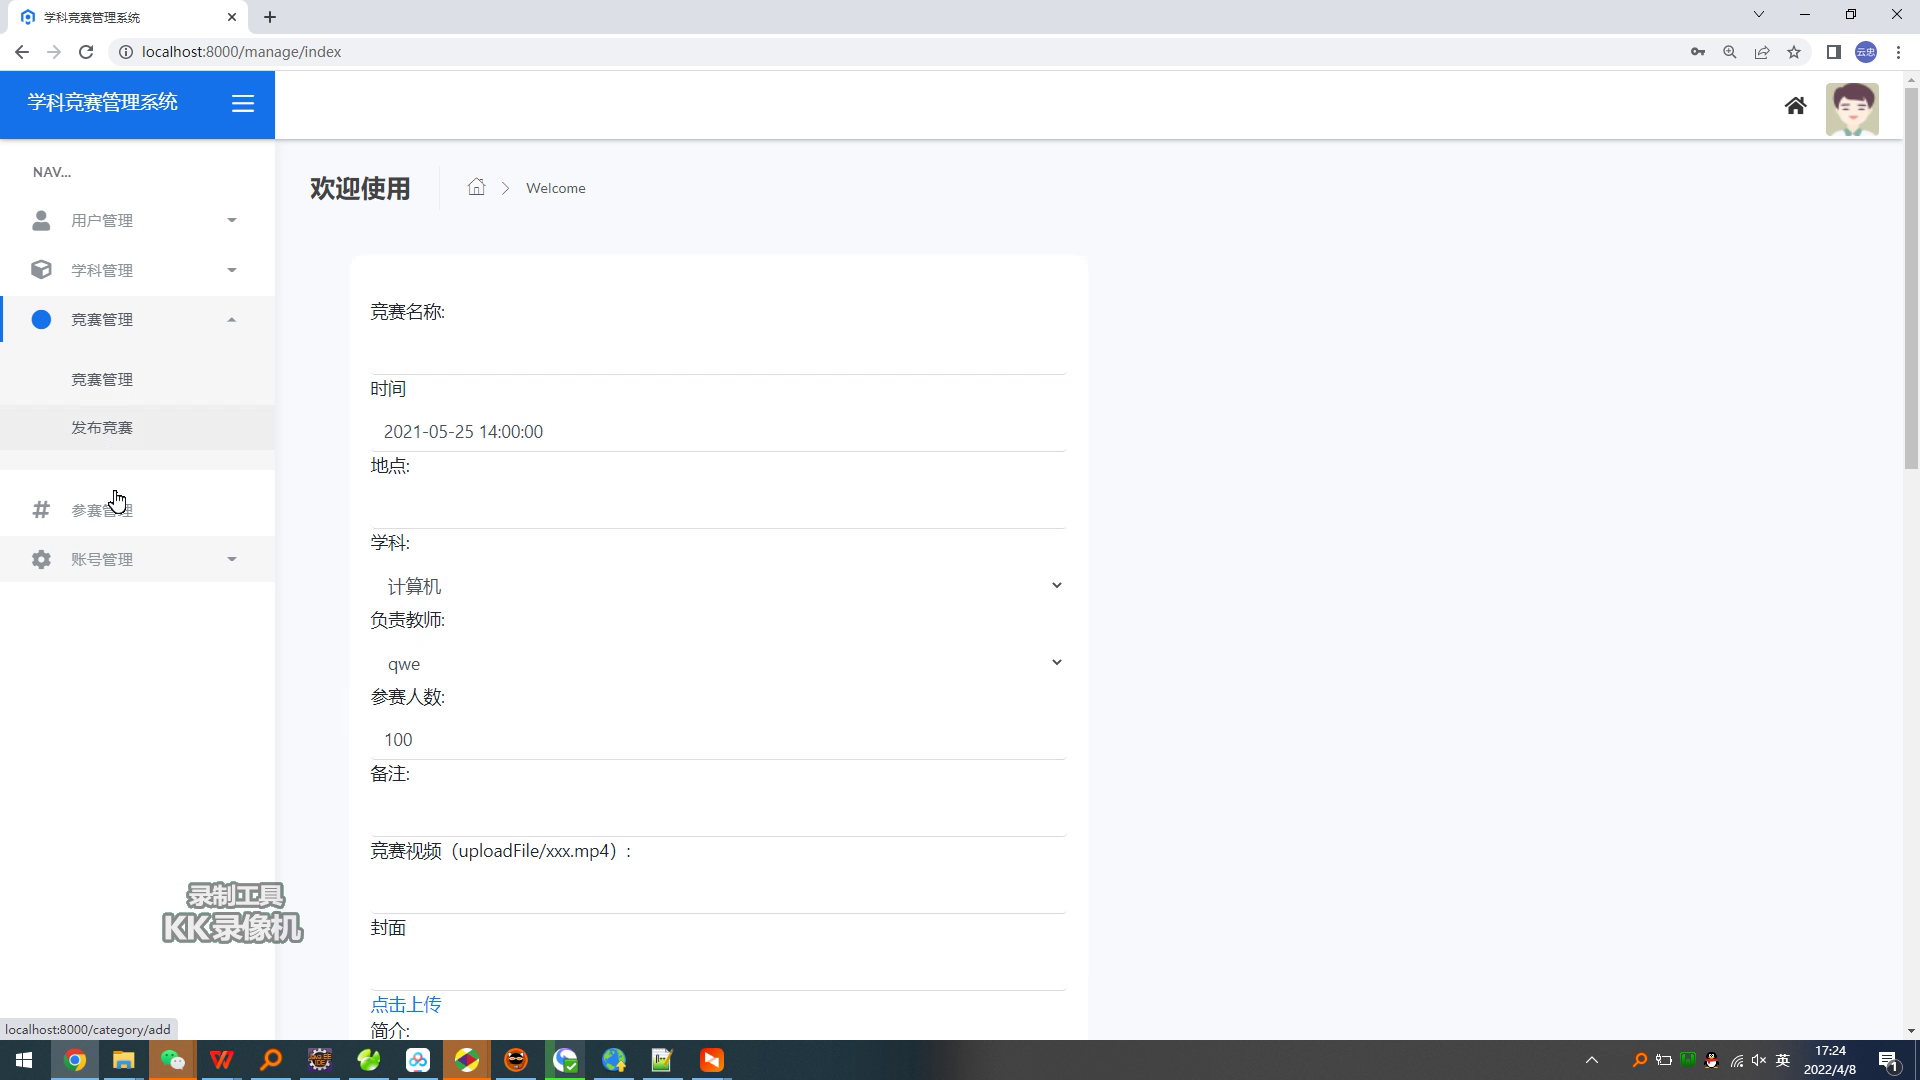 学科竞赛管理系统
localhost:8000/manage/index
云忠
学科竞赛管理系统
NAV...
用户管理
学科管理
竞赛管理
竞赛管理
发布竞赛
参赛管理
账号管理
欢迎使用
Welcome
竞赛名称:
时间
2021-05-25 14:00:00
地点:
学科:
计算机
负责教师:
qwe
参赛人数:
100
备注:
竞赛视频（uploadFile/xxx.mp4）:
封面
点击上传
简介:
录制工具
KK录像机
localhost:8000/category/add
英
17:24
2022/4/8
1